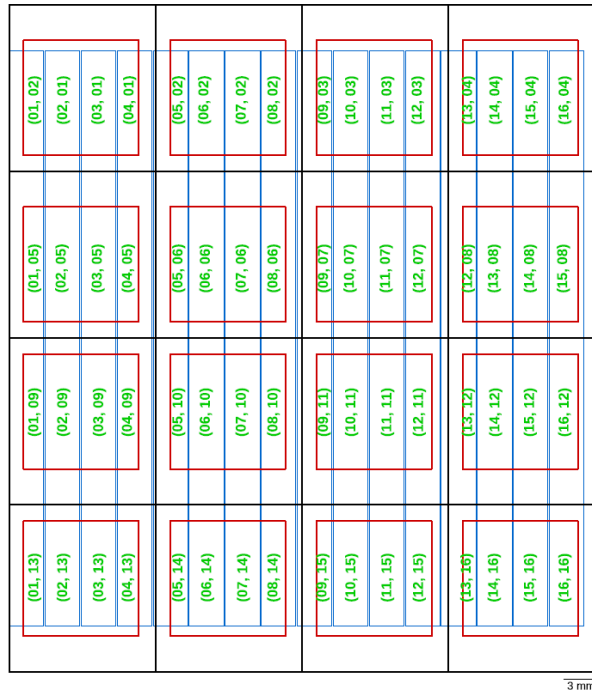 (01, 02) (02, 01) (03, 01) (04, 01) (05, 02) (06, 02) (07, 02) (08, 02) (09, 03) (10, 03) (11, 03) (12, 03) (13, 04) (14, 04) (15, 04) (16, 04)
(01, 05) (02, 05) (03, 05) (04, 05) (05, 06) (06, 06) (07, 06) (08, 06) (09, 07) (10, 07) (11, 07) (12, 07) (12, 08) (13, 08) (14, 08) (15, 08)
(01, 09) (02, 09) (03, 09) (04, 09) (05, 10) (06, 10) (07, 10) (08, 10) (09, 11) (10, 11) (11, 11) (12, 11) (13, 12) (14, 12) (15, 12) (16, 12)
(01, 13) (02, 13) (03, 13) (04, 13) (05, 14) (06, 14) (07, 14) (08, 14) (09, 15) (10, 15) (11, 15) (12, 15) (13, 16) (14, 16) (15, 16) (16, 16)
3 mm